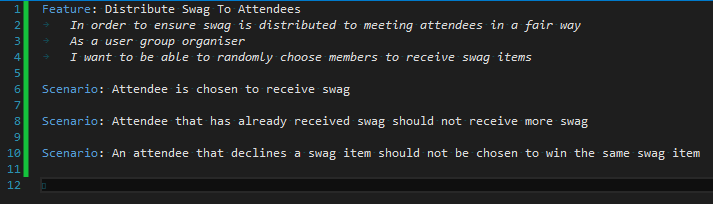 1 Feature: Distribute Swag To Attendees
2 In order to ensure swag is distributed to meeting attendees in a fair way
3 As a user group organiser
4 I want to be able to randomly choose members to receive swag items
5
6 Scenario: Attendee is chosen to receive swag
7
8 Scenario: Attendee that has already received swag should not receive more swag
9
10 Scenario: An attendee that declines a swag item should not be chosen to win the same swag item
11
12